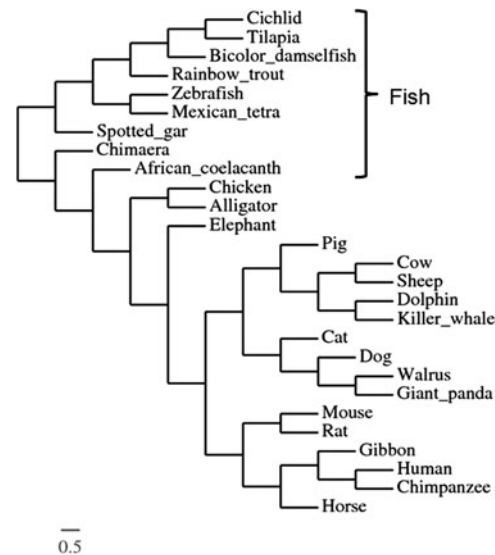 Cichlid
Tilapia
Bicolor_damselfish
Rainbow_trout
Zebrafish
Mexican_tetra
Spotted_gar
Chimaera
African_coelacanth
Fish
Chicken
Alligator
Elephant
Pig
Cow
Sheep
Dolphin
Killer_whale
Cat
Dog
Walrus
Giant_panda
Mouse
Rat
Gibbon
Human
Chimpanzee
Horse
0.5